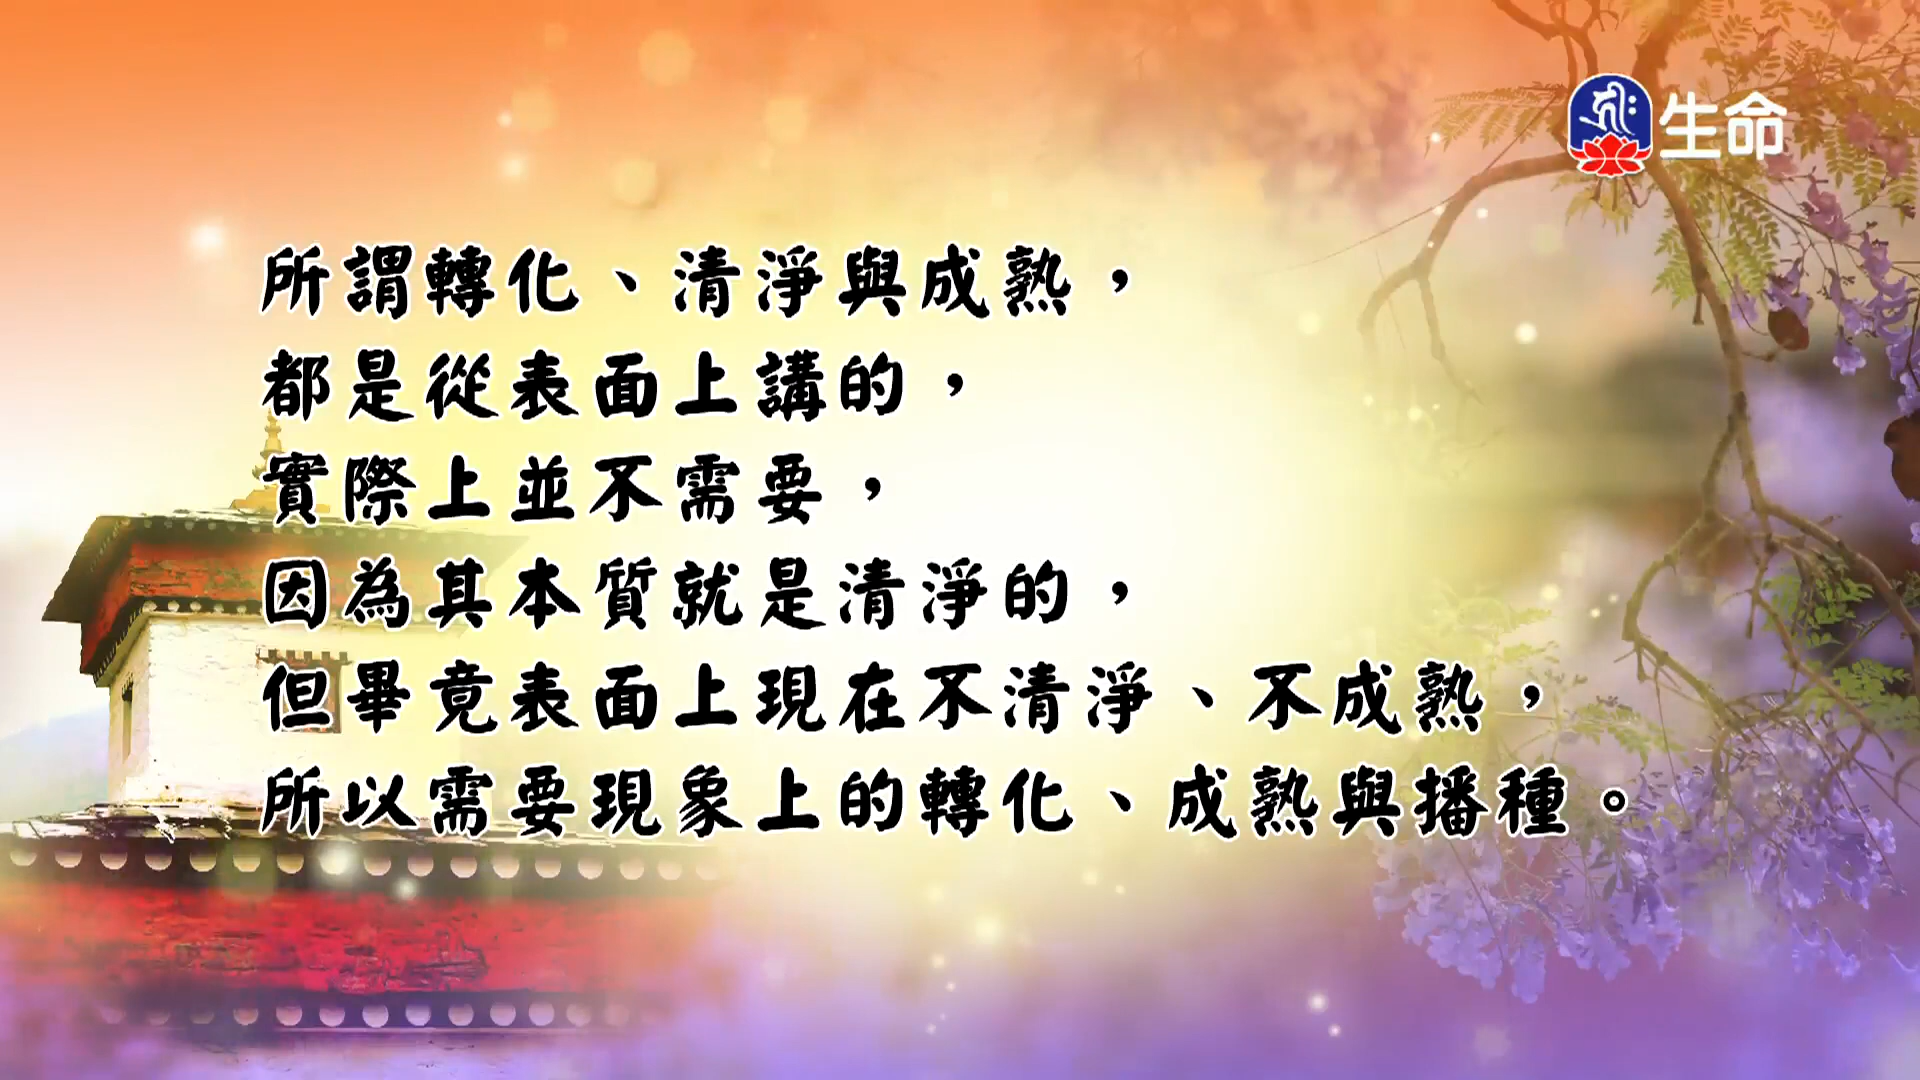 生命
所謂轉化、清淨與成熟，
都是從表面上講的，
實際上並不需要，
因為其本質就是清淨的，
但畢竟表面上現在不清淨、不成熟，
所以需要現象上的轉化、成熟與播種。